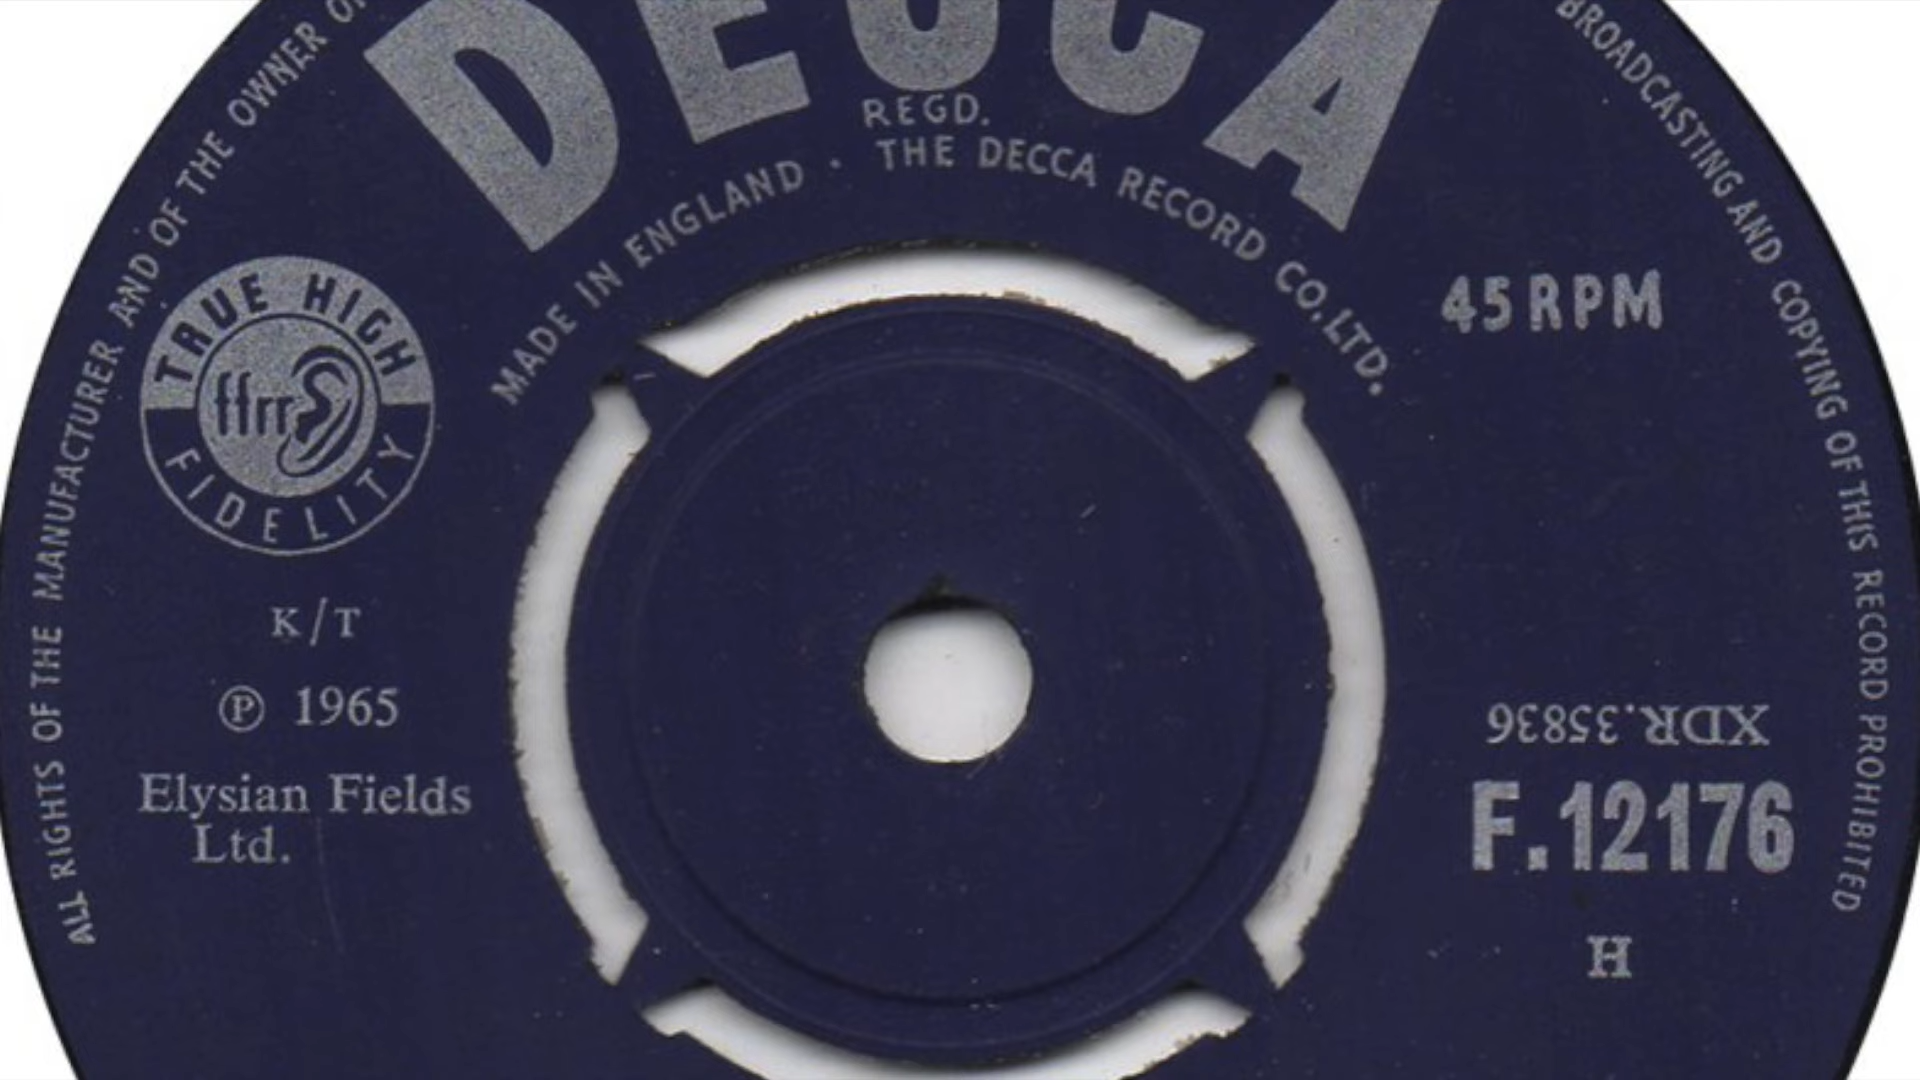 DECCA
REGD.
MADE IN ENGLAND · THE DECCA RECORD CO. LTD.
ALL RIGHTS OF THE MANUFACTURER AND OF THE OWNER OF
BROADCASTING AND COPYING OF THIS RECORD PROHIBITED
TRUE HIGH
ffrr
FIDELITY
45 RPM
K/T
Ⓟ 1965
Elysian Fields
Ltd.
XDR.35836
F.12176
H